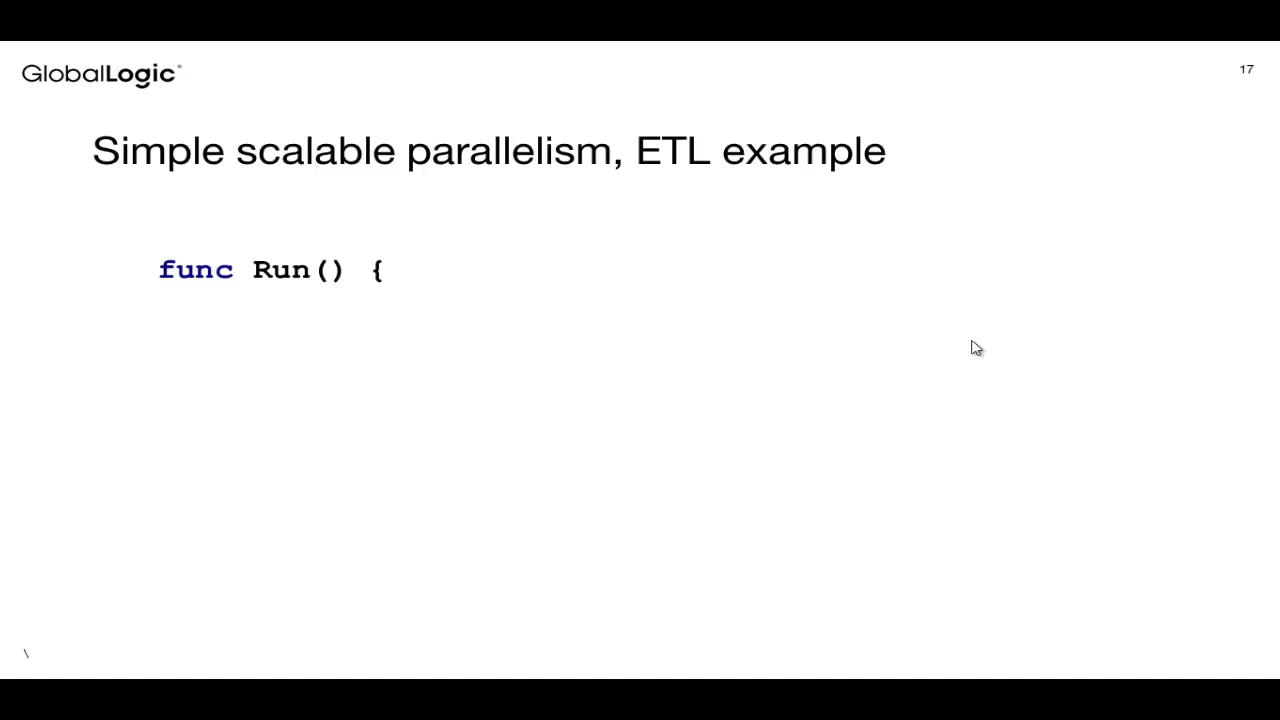 GlobalLogic®
17
Simple scalable parallelism, ETL example
func Run() {
\